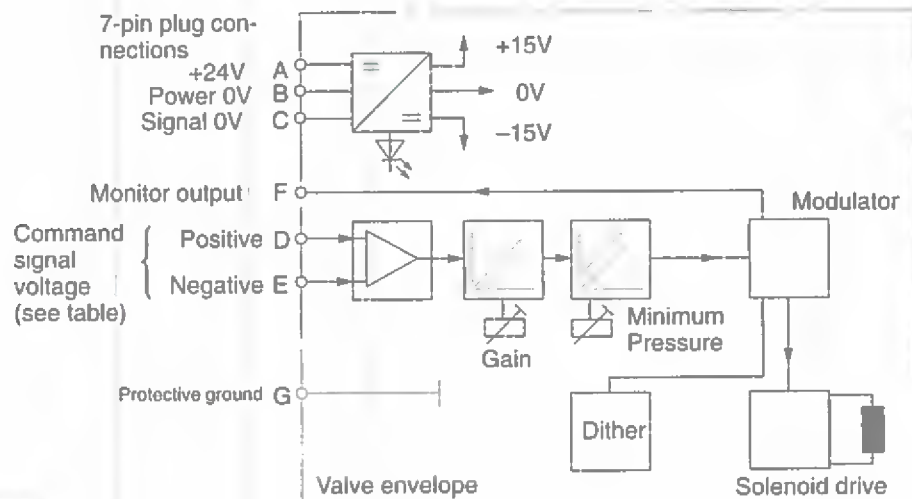 7-pin plug con-
nections
+24V A
Power 0V B
Signal 0V C
+15V
0V
–15V
Monitor output F
Modulator
Command
signal
voltage
(see table)
Positive D
Negative E
Gain
Minimum
Pressure
Protective ground G
Dither
Valve envelope
Solenoid drive